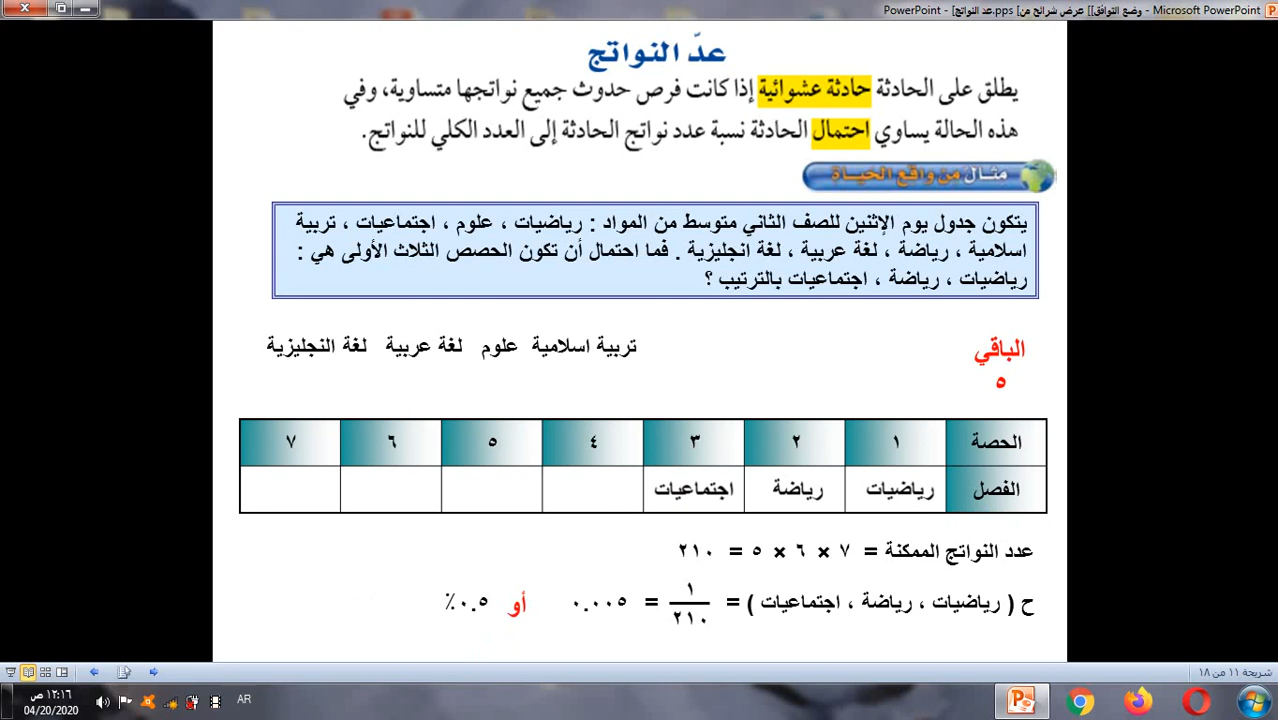 PowerPoint - [عد النواتج.pps [عرض شرائح من]] وضع التوافق] - Microsoft PowerPoint
عدّ النواتج
يطلق على الحادثة حادثة عشوائية إذا كانت فرص حدوث جميع نواتجها متساوية، وفي
هذه الحالة يساوي احتمال الحادثة نسبة عدد نواتج الحادثة إلى العدد الكلي للنواتج.
مثال من واقع الحياة
يتكون جدول يوم الإثنين للصف الثاني متوسط من المواد : رياضيات ، علوم ، اجتماعيات ، تربية
اسلامية ، رياضة ، لغة عربية ، لغة انجليزية . فما احتمال أن تكون الحصص الثلاث الأولى هي :
رياضيات ، رياضة ، اجتماعيات بالترتيب ؟
الباقي تربية اسلامية علوم لغة عربية لغة النجليزية
٥
الحصة ١ ٢ ٣ ٤ ٥ ٦ ٧
الفصل رياضيات رياضة اجتماعيات
عدد النواتج الممكنة = ٧ × ٦ × ٥ = ٢١٠
ح ( رياضيات ، رياضة ، اجتماعيات ) = ١/٢١٠ = ٠.٠٠٥ أو ٠.٥٪
شريحة ١١ من ١٨
AR
١٢:١٦ ص
04/20/2020